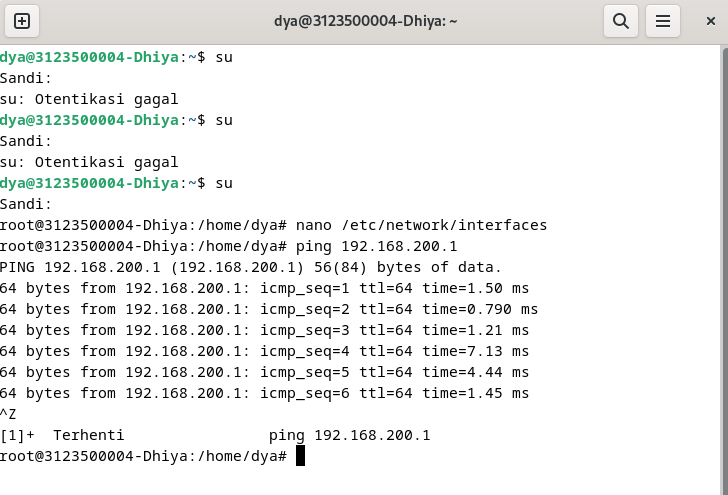 dya@3123500004-Dhiya: ~
dya@3123500004-Dhiya:~$ su
Sandi:
su: Otentikasi gagal
dya@3123500004-Dhiya:~$ su
Sandi:
su: Otentikasi gagal
dya@3123500004-Dhiya:~$ su
Sandi:
root@3123500004-Dhiya:/home/dya# nano /etc/network/interfaces
root@3123500004-Dhiya:/home/dya# ping 192.168.200.1
PING 192.168.200.1 (192.168.200.1) 56(84) bytes of data.
64 bytes from 192.168.200.1: icmp_seq=1 ttl=64 time=1.50 ms
64 bytes from 192.168.200.1: icmp_seq=2 ttl=64 time=0.790 ms
64 bytes from 192.168.200.1: icmp_seq=3 ttl=64 time=1.21 ms
64 bytes from 192.168.200.1: icmp_seq=4 ttl=64 time=7.13 ms
64 bytes from 192.168.200.1: icmp_seq=5 ttl=64 time=4.44 ms
64 bytes from 192.168.200.1: icmp_seq=6 ttl=64 time=1.45 ms
^Z
[1]+  Terhenti                ping 192.168.200.1
root@3123500004-Dhiya:/home/dya#